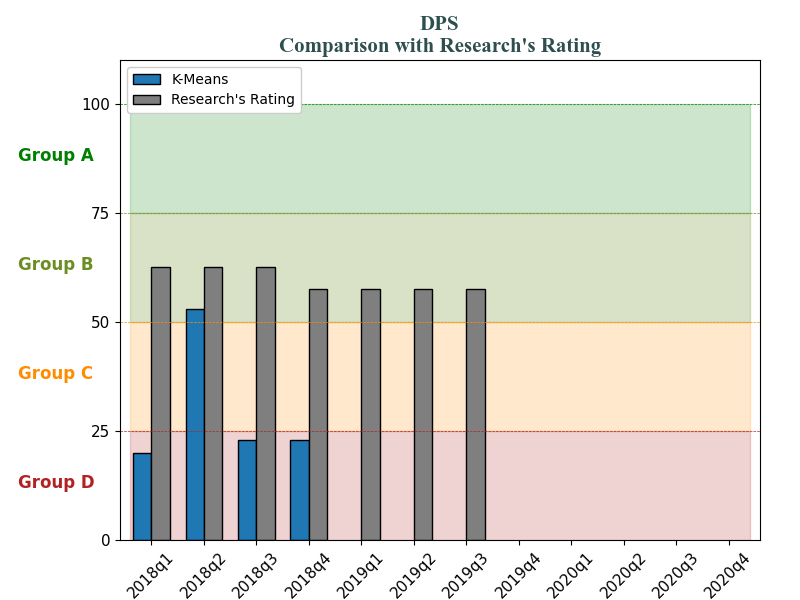 DPS
Comparison with Research's Rating
K-Means
Research's Rating
100
Group A
75
Group B
50
Group C
25
Group D
0
2018q1
2018q2
2018q3
2018q4
2019q1
2019q2
2019q3
2019q4
2020q1
2020q2
2020q3
2020q4